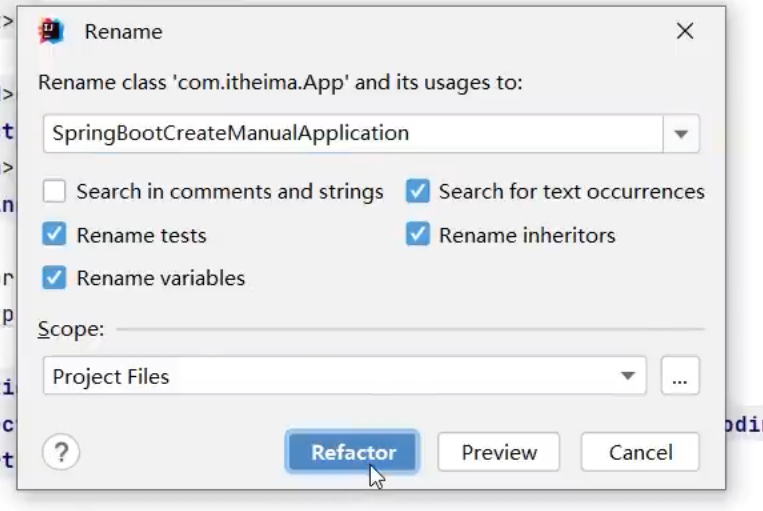 Rename
Rename class 'com.itheima.App' and its usages to:
SpringBootCreateManualApplication
Search in comments and strings
Search for text occurrences
Rename tests
Rename inheritors
Rename variables
Scope:
Project Files
...
?
Refactor
Preview
Cancel